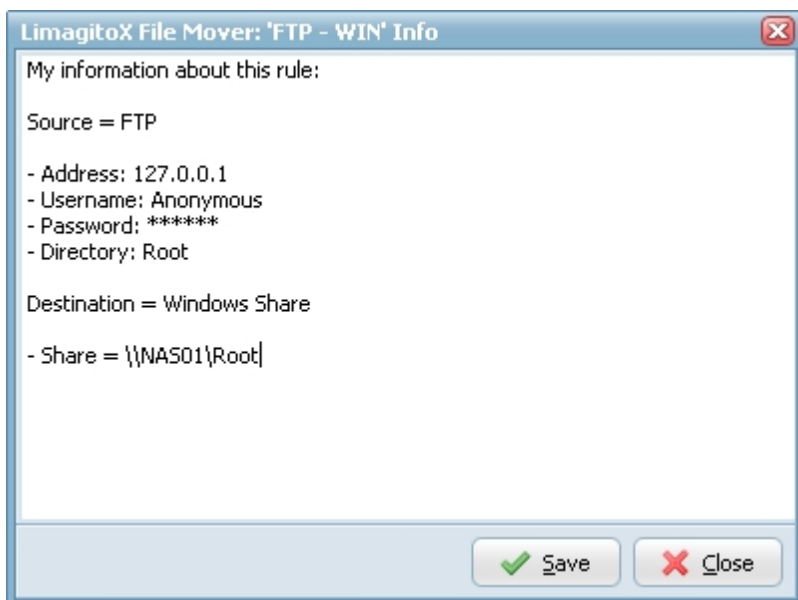 LimagitoX File Mover: 'FTP - WIN' Info
My information about this rule:
Source = FTP
- Address: 127.0.0.1
- Username: Anonymous
- Password: ******
- Directory: Root
Destination = Windows Share
- Share = \\NAS01\Root
Save
Close